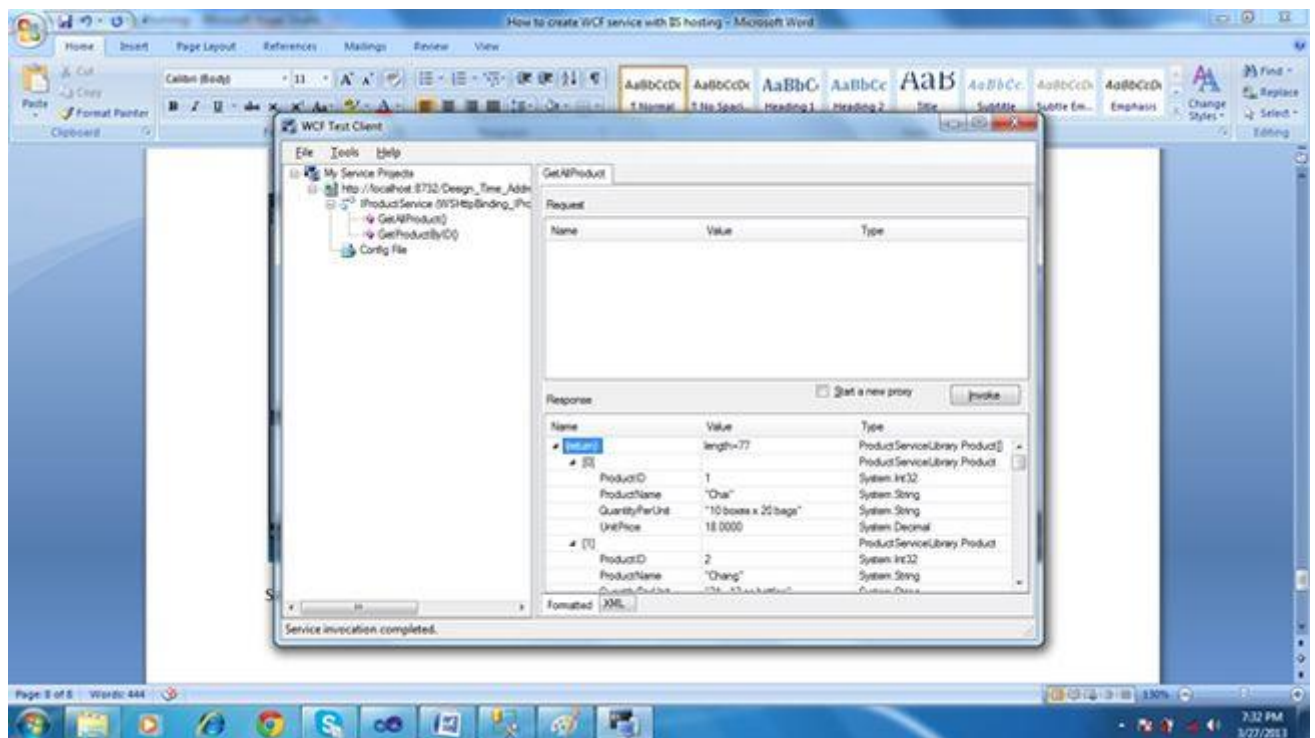 How to create WCF service with IIS hosting - Microsoft Word
Home Insert Page Layout References Mailings Review View
Cut
Copy
Format Painter
Paste
Clipboard
Calibri (Body) 11
AaBbCcDc AaBbCcDc AaBbC AaBbCc AaB AaBbCc. AaBbCcDt AaBbCcDt
¶ Normal ¶ No Spaci... Heading 1 Heading 2 Title Subtitle Subtle Em... Emphasis
Change Styles
Find
Replace
Select
Editing
WCF Test Client
File Tools Help
My Service Projects
http://localhost:8732/Design_Time_Addre
IProductService (WSHttpBinding_IPro
GetAllProduct()
GetProductByID()
Config File
GetAllProduct
Request
Name Value Type
Start a new proxy Invoke
Response
Name Value Type
(return) length=77 ProductServiceLibrary.Product[]
[0] ProductServiceLibrary.Product
ProductID 1 System.Int32
ProductName "Chai" System.String
QuantityPerUnit "10 boxes x 20 bags" System.String
UnitPrice 18.0000 System.Decimal
[1] ProductServiceLibrary.Product
ProductID 2 System.Int32
ProductName "Chang" System.String
Formatted XML
Service invocation completed.
Page: 8 of 8 Words: 444
130%
7:32 PM
3/27/2013